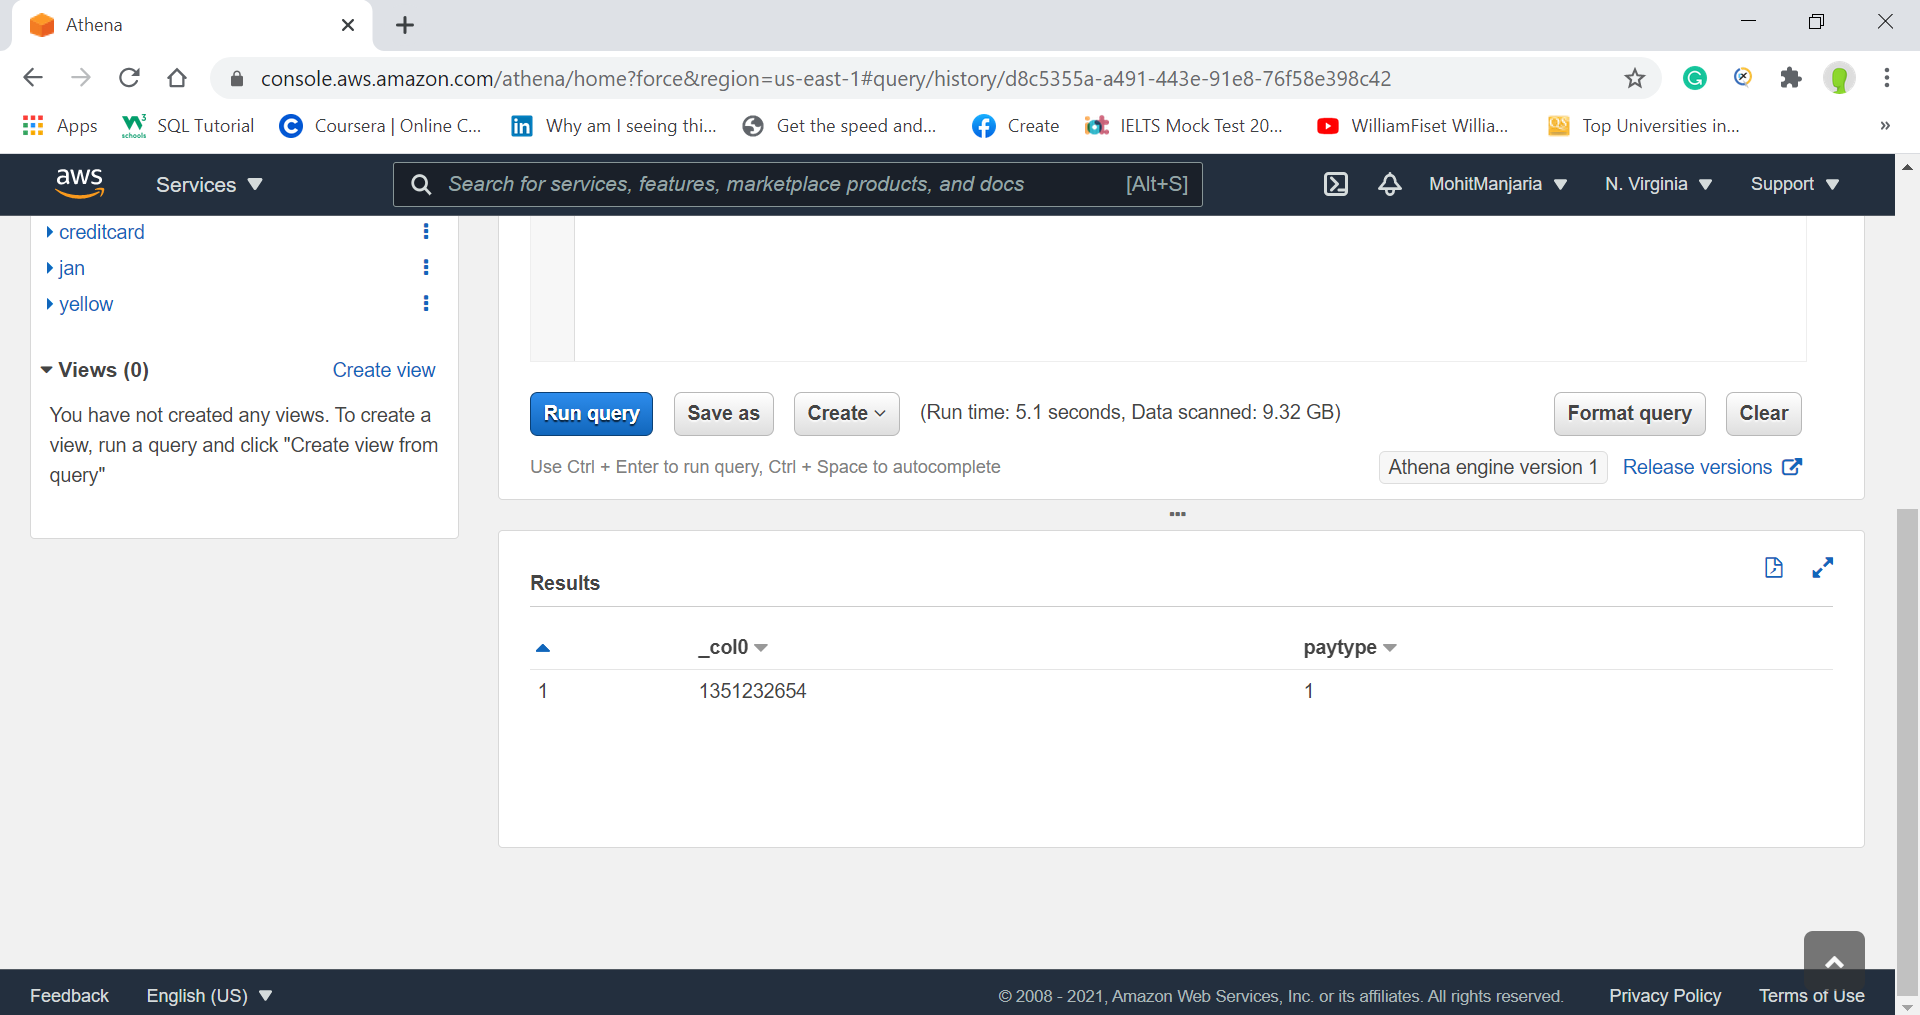 Athena
console.aws.amazon.com/athena/home?force&region=us-east-1#query/history/d8c5355a-a491-443e-91e8-76f58e398c42
Apps SQL Tutorial Coursera | Online C... Why am I seeing thi... Get the speed and... Create IELTS Mock Test 20... WilliamFiset Willia... Top Universities in... »
aws Services Search for services, features, marketplace products, and docs [Alt+S] MohitManjaria N. Virginia Support
creditcard
jan
yellow
Views (0) Create view
You have not created any views. To create a
view, run a query and click "Create view from
query"
Run query Save as Create (Run time: 5.1 seconds, Data scanned: 9.32 GB) Format query Clear
Use Ctrl + Enter to run query, Ctrl + Space to autocomplete Athena engine version 1 Release versions
Results
_col0 paytype
1 1351232654 1
Feedback English (US) © 2008 - 2021, Amazon Web Services, Inc. or its affiliates. All rights reserved. Privacy Policy Terms of Use